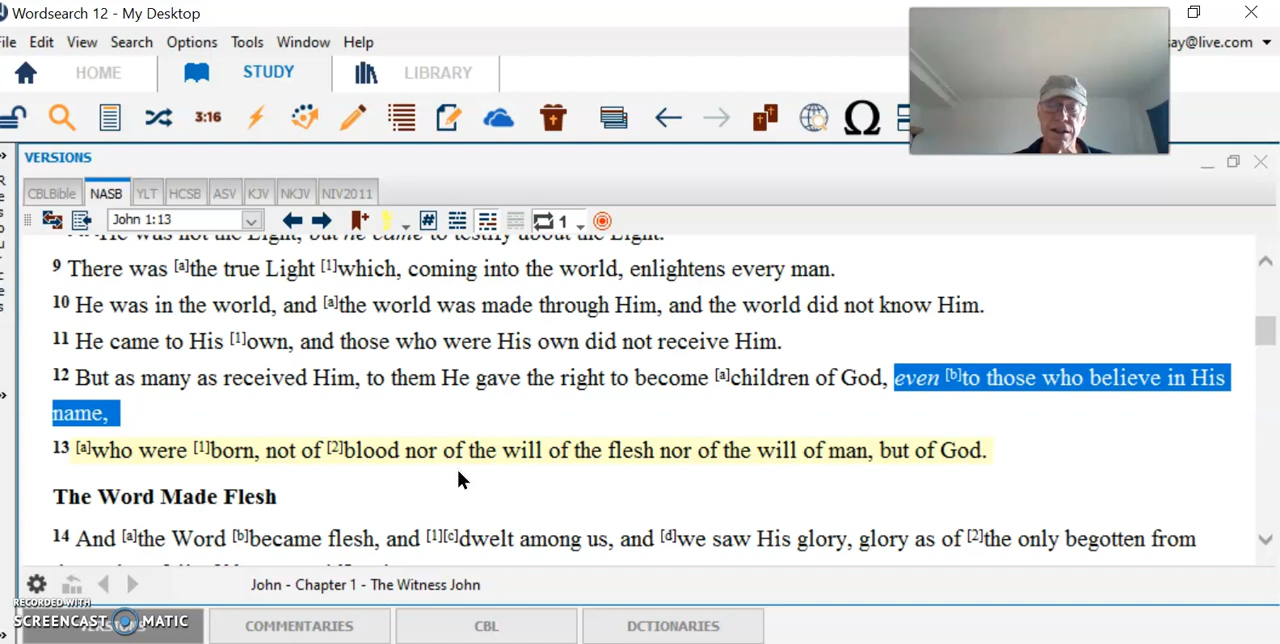 Wordsearch 12 - My Desktop
File Edit View Search Options Tools Window Help
say@live.com
HOME STUDY LIBRARY
3:16 Ω
VERSIONS
CBLBible NASB YLT HCSB ASV KJV NKJV NIV2011
John 1:13 # 1
9 There was [a]the true Light [1]which, coming into the world, enlightens every man.
10 He was in the world, and [a]the world was made through Him, and the world did not know Him.
11 He came to His [1]own, and those who were His own did not receive Him.
12 But as many as received Him, to them He gave the right to become [a]children of God, even [b]to those who believe in His
name,
13 [a]who were [1]born, not of [2]blood nor of the will of the flesh nor of the will of man, but of God.
The Word Made Flesh
14 And [a]the Word [b]became flesh, and [1][c]dwelt among us, and [d]we saw His glory, glory as of [2]the only begotten from
John - Chapter 1 - The Witness John
RECORDED WITH
SCREENCAST MATIC
VERSIONS COMMENTARIES CBL DCTIONARIES